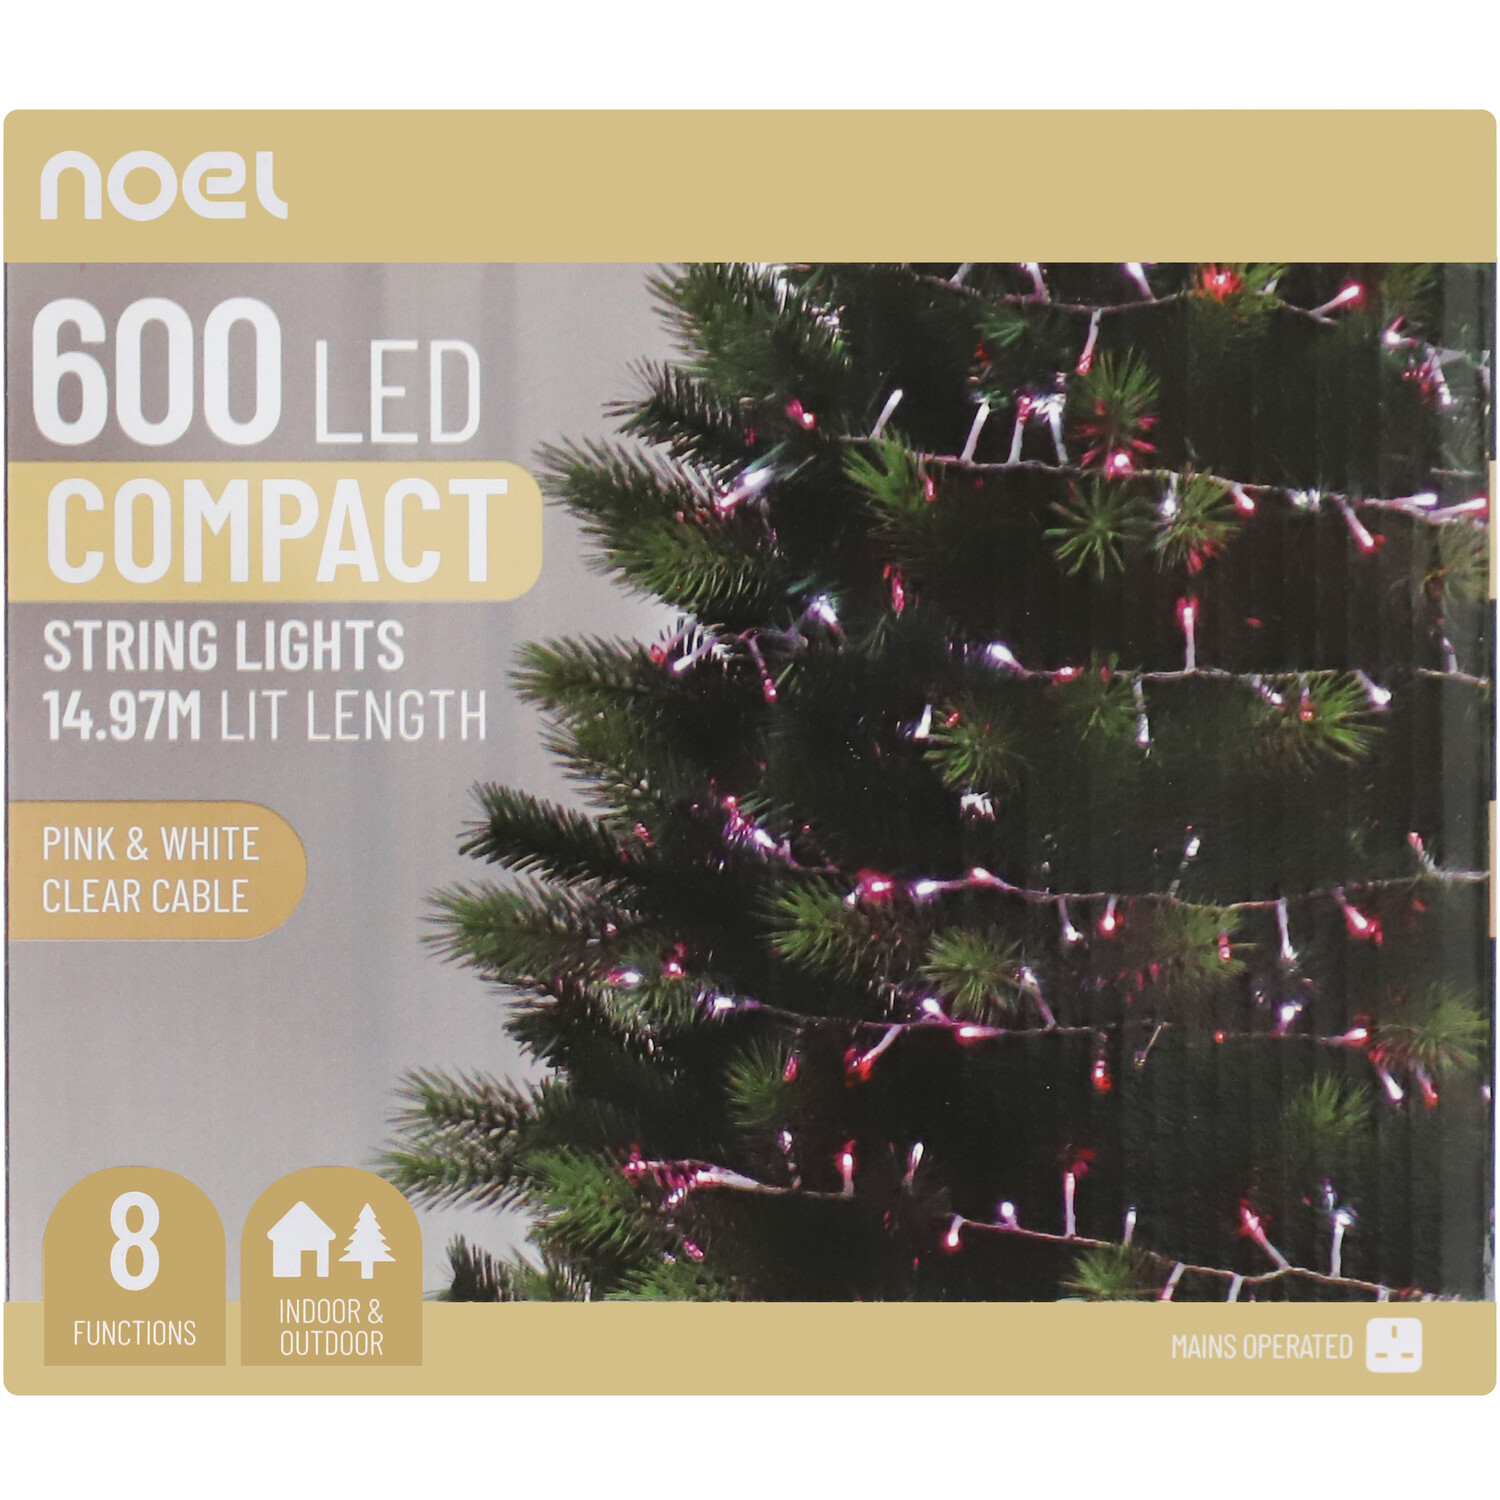 noel
600 LED
COMPACT
STRING LIGHTS
14.97M LIT LENGTH
PINK & WHITE
CLEAR CABLE
8
FUNCTIONS
INDOOR &
OUTDOOR
MAINS OPERATED